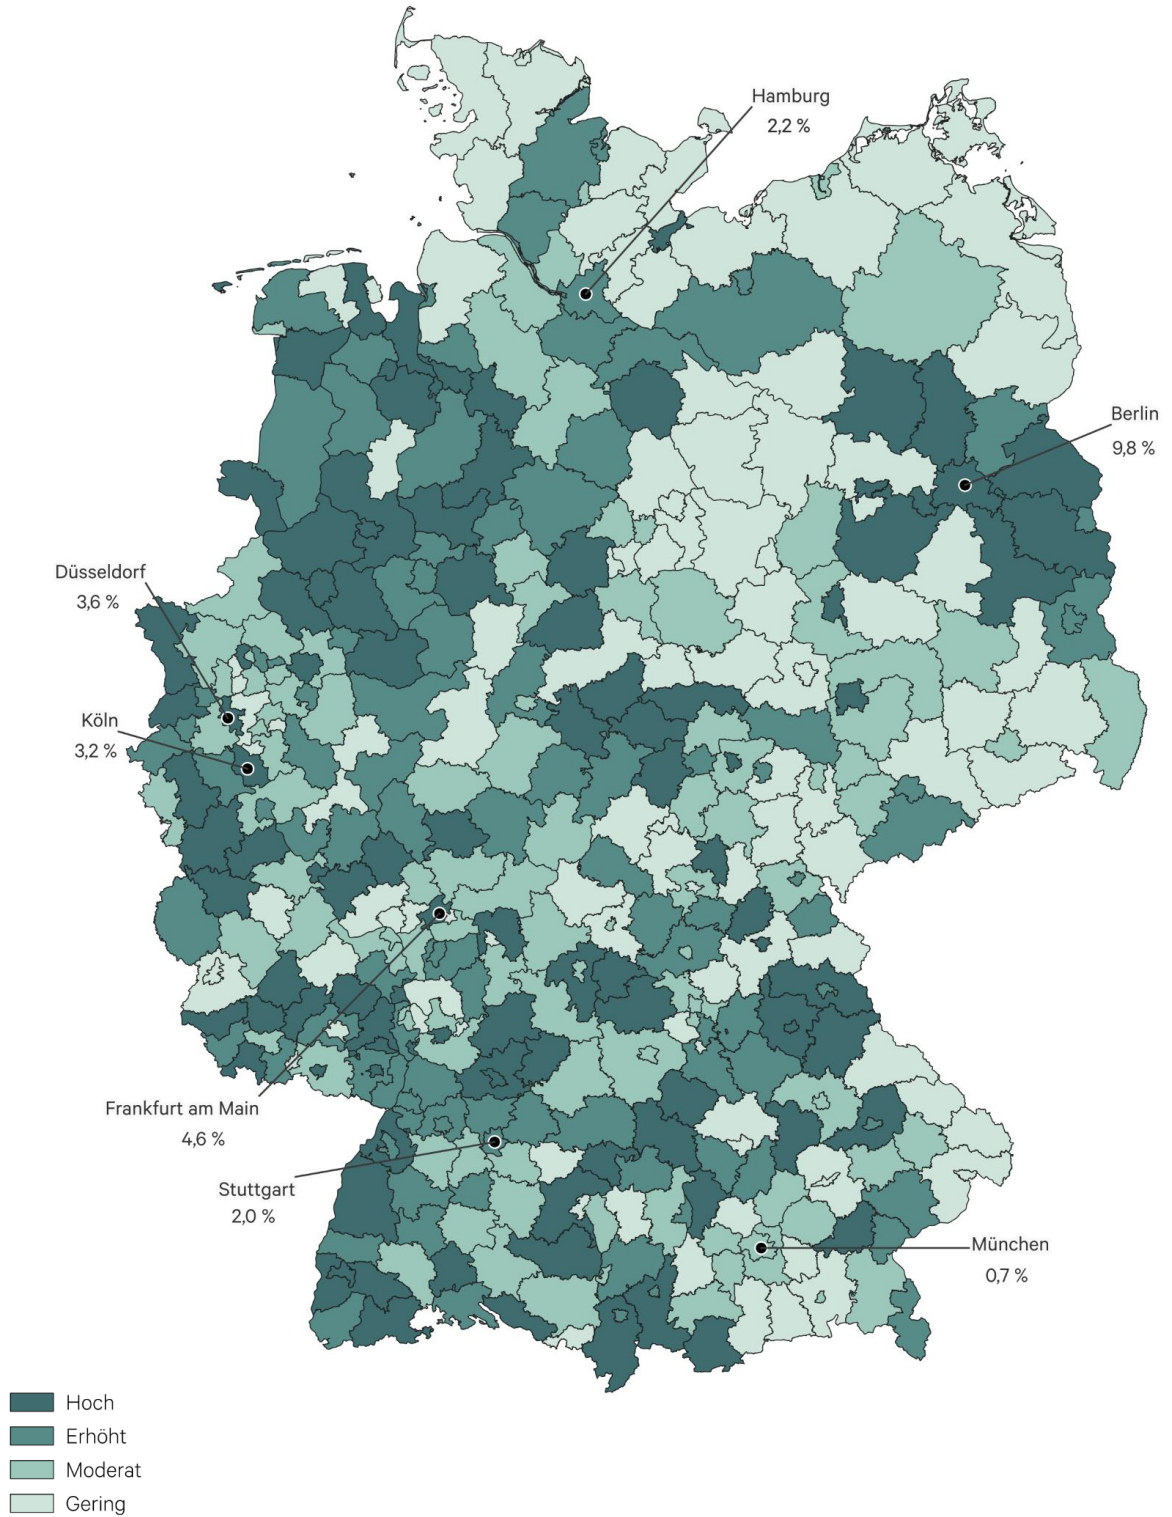 Hamburg
2,2 %
Berlin
9,8 %
Düsseldorf
3,6 %
Köln
3,2 %
Frankfurt am Main
4,6 %
Stuttgart
2,0 %
München
0,7 %
Hoch
Erhöht
Moderat
Gering